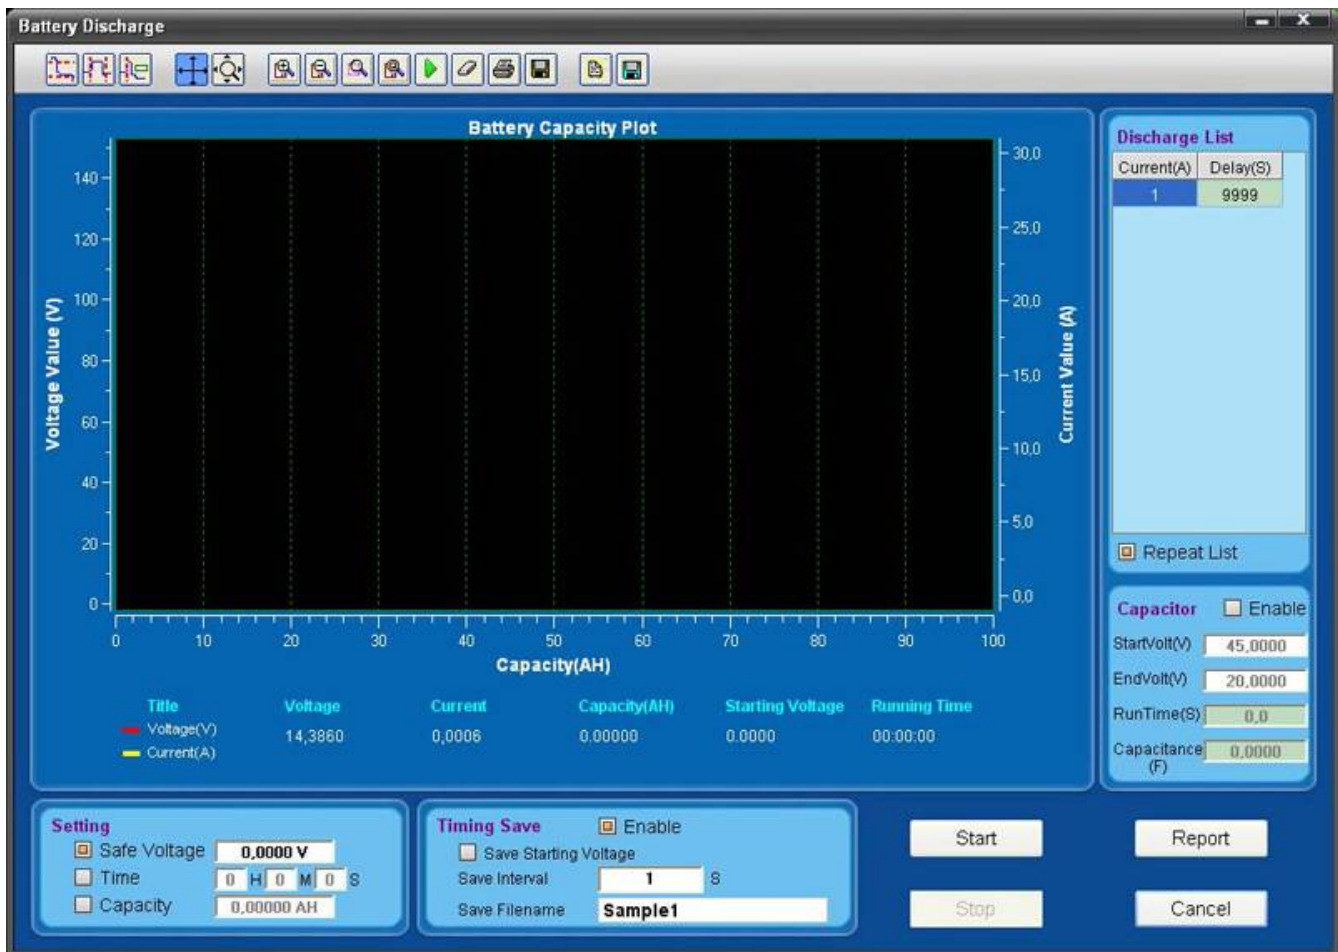 Battery Discharge
Battery Capacity Plot
Voltage Value (V)
140
120
100
80
60
40
20
0
30,0
25,0
20,0
15,0
10,0
5,0
0,0
Current Value (A)
0 10 20 30 40 50 60 70 80 90 100
Capacity(AH)
Title Voltage Current Capacity(AH) Starting Voltage Running Time
Voltage(V) 14,3860 0,0006 0.00000 0.0000 00:00:00
Current(A)
Discharge List
Current(A) Delay(S)
1 9999
Repeat List
Capacitor Enable
StartVolt(V) 45,0000
EndVolt(V) 20,0000
RunTime(S) 0,0
Capacitance (F) 0,0000
Setting
Safe Voltage 0,0000 V
Time 0 H 0 M 0 S
Capacity 0,00000 AH
Timing Save Enable
Save Starting Voltage
Save Interval 1 S
Save Filename Sample1
Start Report
Stop Cancel